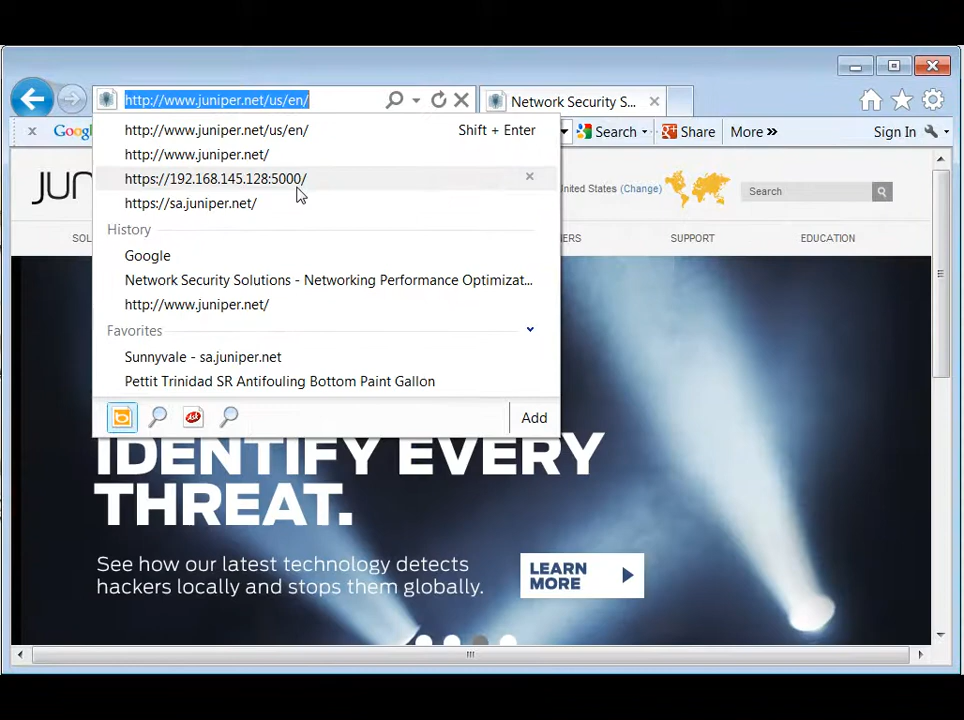 http://www.juniper.net/us/en/
Network Security S...
Search
Share
More »
Sign In
http://www.juniper.net/us/en/ Shift + Enter
http://www.juniper.net/
https://192.168.145.128:5000/
https://sa.juniper.net/
History
Google
Network Security Solutions - Networking Performance Optimizat...
http://www.juniper.net/
Favorites
Sunnyvale - sa.juniper.net
Pettit Trinidad SR Antifouling Bottom Paint Gallon
Add
United States (Change)
Search
SUPPORT
EDUCATION
IDENTIFY EVERY
THREAT.
See how our latest technology detects
hackers locally and stops them globally.
LEARN
MORE